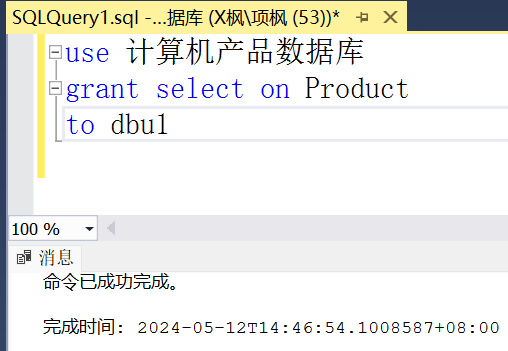 SQLQuery1.sql -...据库 (X枫\项枫 (53))*
use 计算机产品数据库
grant select on Product
to dbu1
100 %
消息
命令已成功完成。
完成时间: 2024-05-12T14:46:54.1008587+08:00